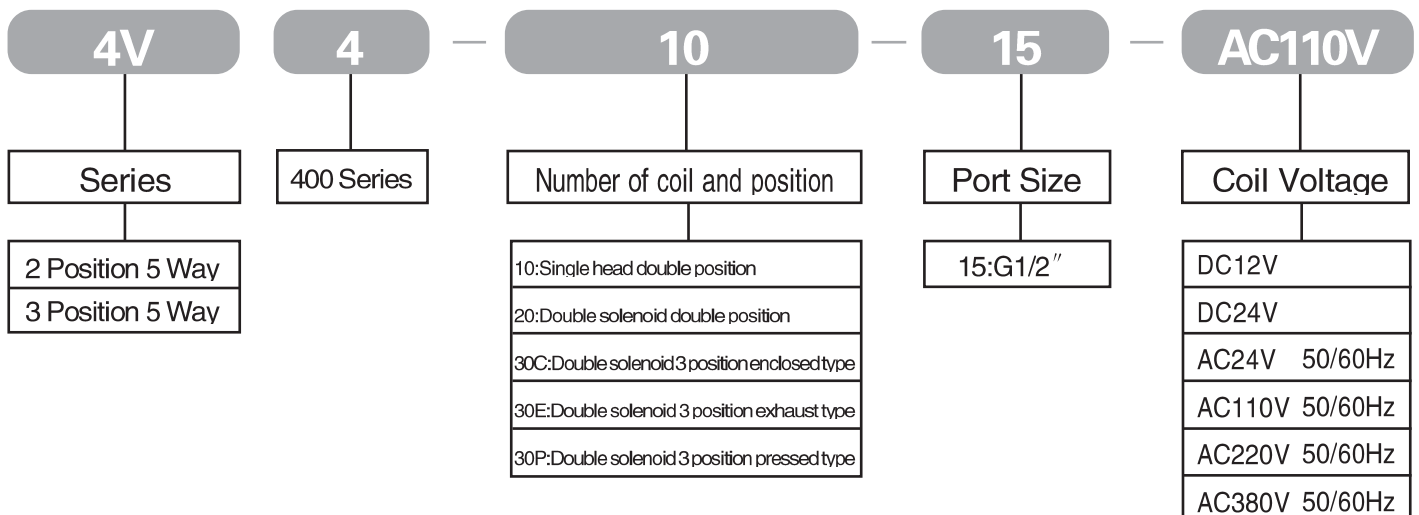 4V 4 — 10 — 15 — AC110V
Series
400 Series
Number of coil and position
Port Size
Coil Voltage
2 Position 5 Way
3 Position 5 Way
10:Single head double position
20:Double solenoid double position
30C:Double solenoid 3 position enclosed type
30E:Double solenoid 3 position exhaust type
30P:Double solenoid 3 position pressed type
15:G1/2″
DC12V
DC24V
AC24V 50/60Hz
AC110V 50/60Hz
AC220V 50/60Hz
AC380V 50/60Hz